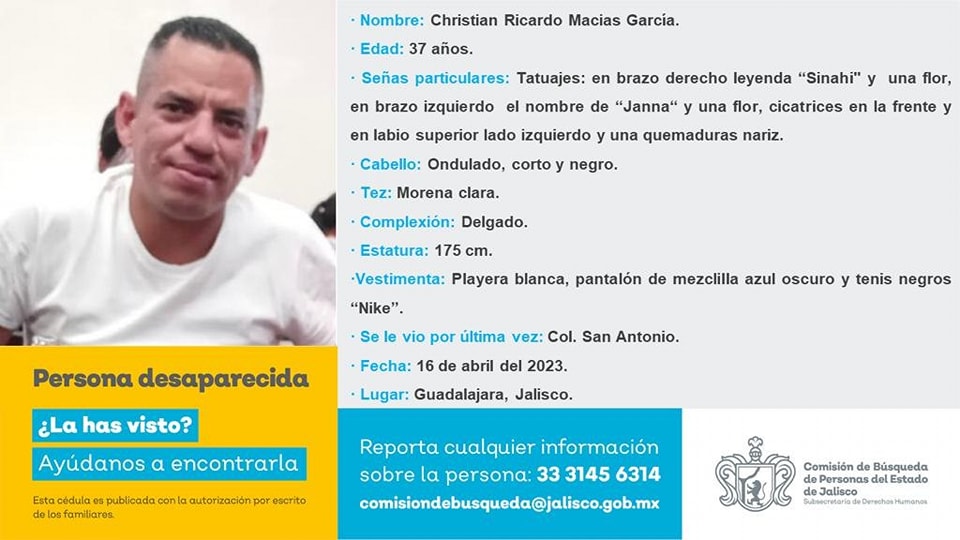 · Nombre: Christian Ricardo Macias García.
· Edad: 37 años.
· Señas particulares: Tatuajes: en brazo derecho leyenda “Sinahi" y una flor,
en brazo izquierdo el nombre de “Janna“ y una flor, cicatrices en la frente y
en labio superior lado izquierdo y una quemaduras nariz.
· Cabello: Ondulado, corto y negro.
· Tez: Morena clara.
· Complexión: Delgado.
· Estatura: 175 cm.
·Vestimenta: Playera blanca, pantalón de mezclilla azul oscuro y tenis negros
“Nike”.
· Se le vio por última vez: Col. San Antonio.
· Fecha: 16 de abril del 2023.
· Lugar: Guadalajara, Jalisco.
Persona desaparecida
¿La has visto?
Ayúdanos a encontrarla
Esta cédula es publicada con la autorización por escrito
de los familiares.
Reporta cualquier información
sobre la persona: 33 3145 6314
comisiondebusqueda@jalisco.gob.mx
Comisión de Búsqueda
de Personas del Estado
de Jalisco
Subsecretaría de Derechos Humanos